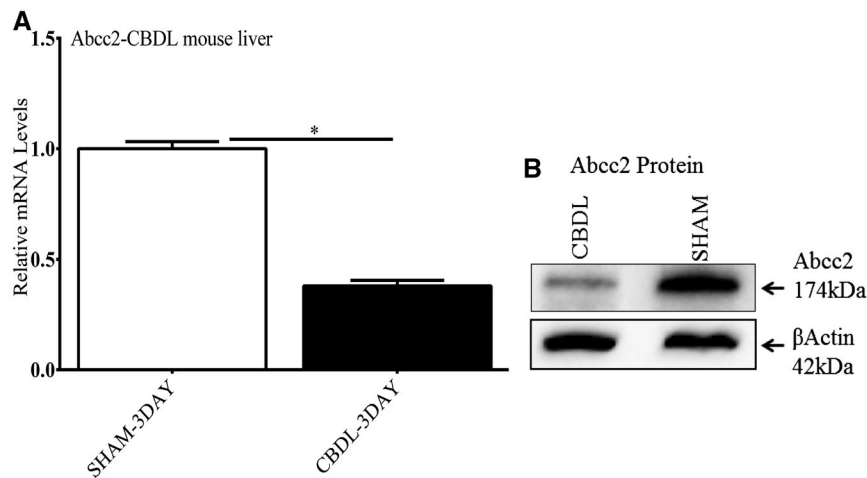 A
Abcc2-CBDL mouse liver
Relative mRNA Levels
1.5
1.0
0.5
0.0
*
SHAM-3DAY
CBDL-3DAY
B
Abcc2 Protein
CBDL
SHAM
Abcc2
174kDa
βActin
42kDa